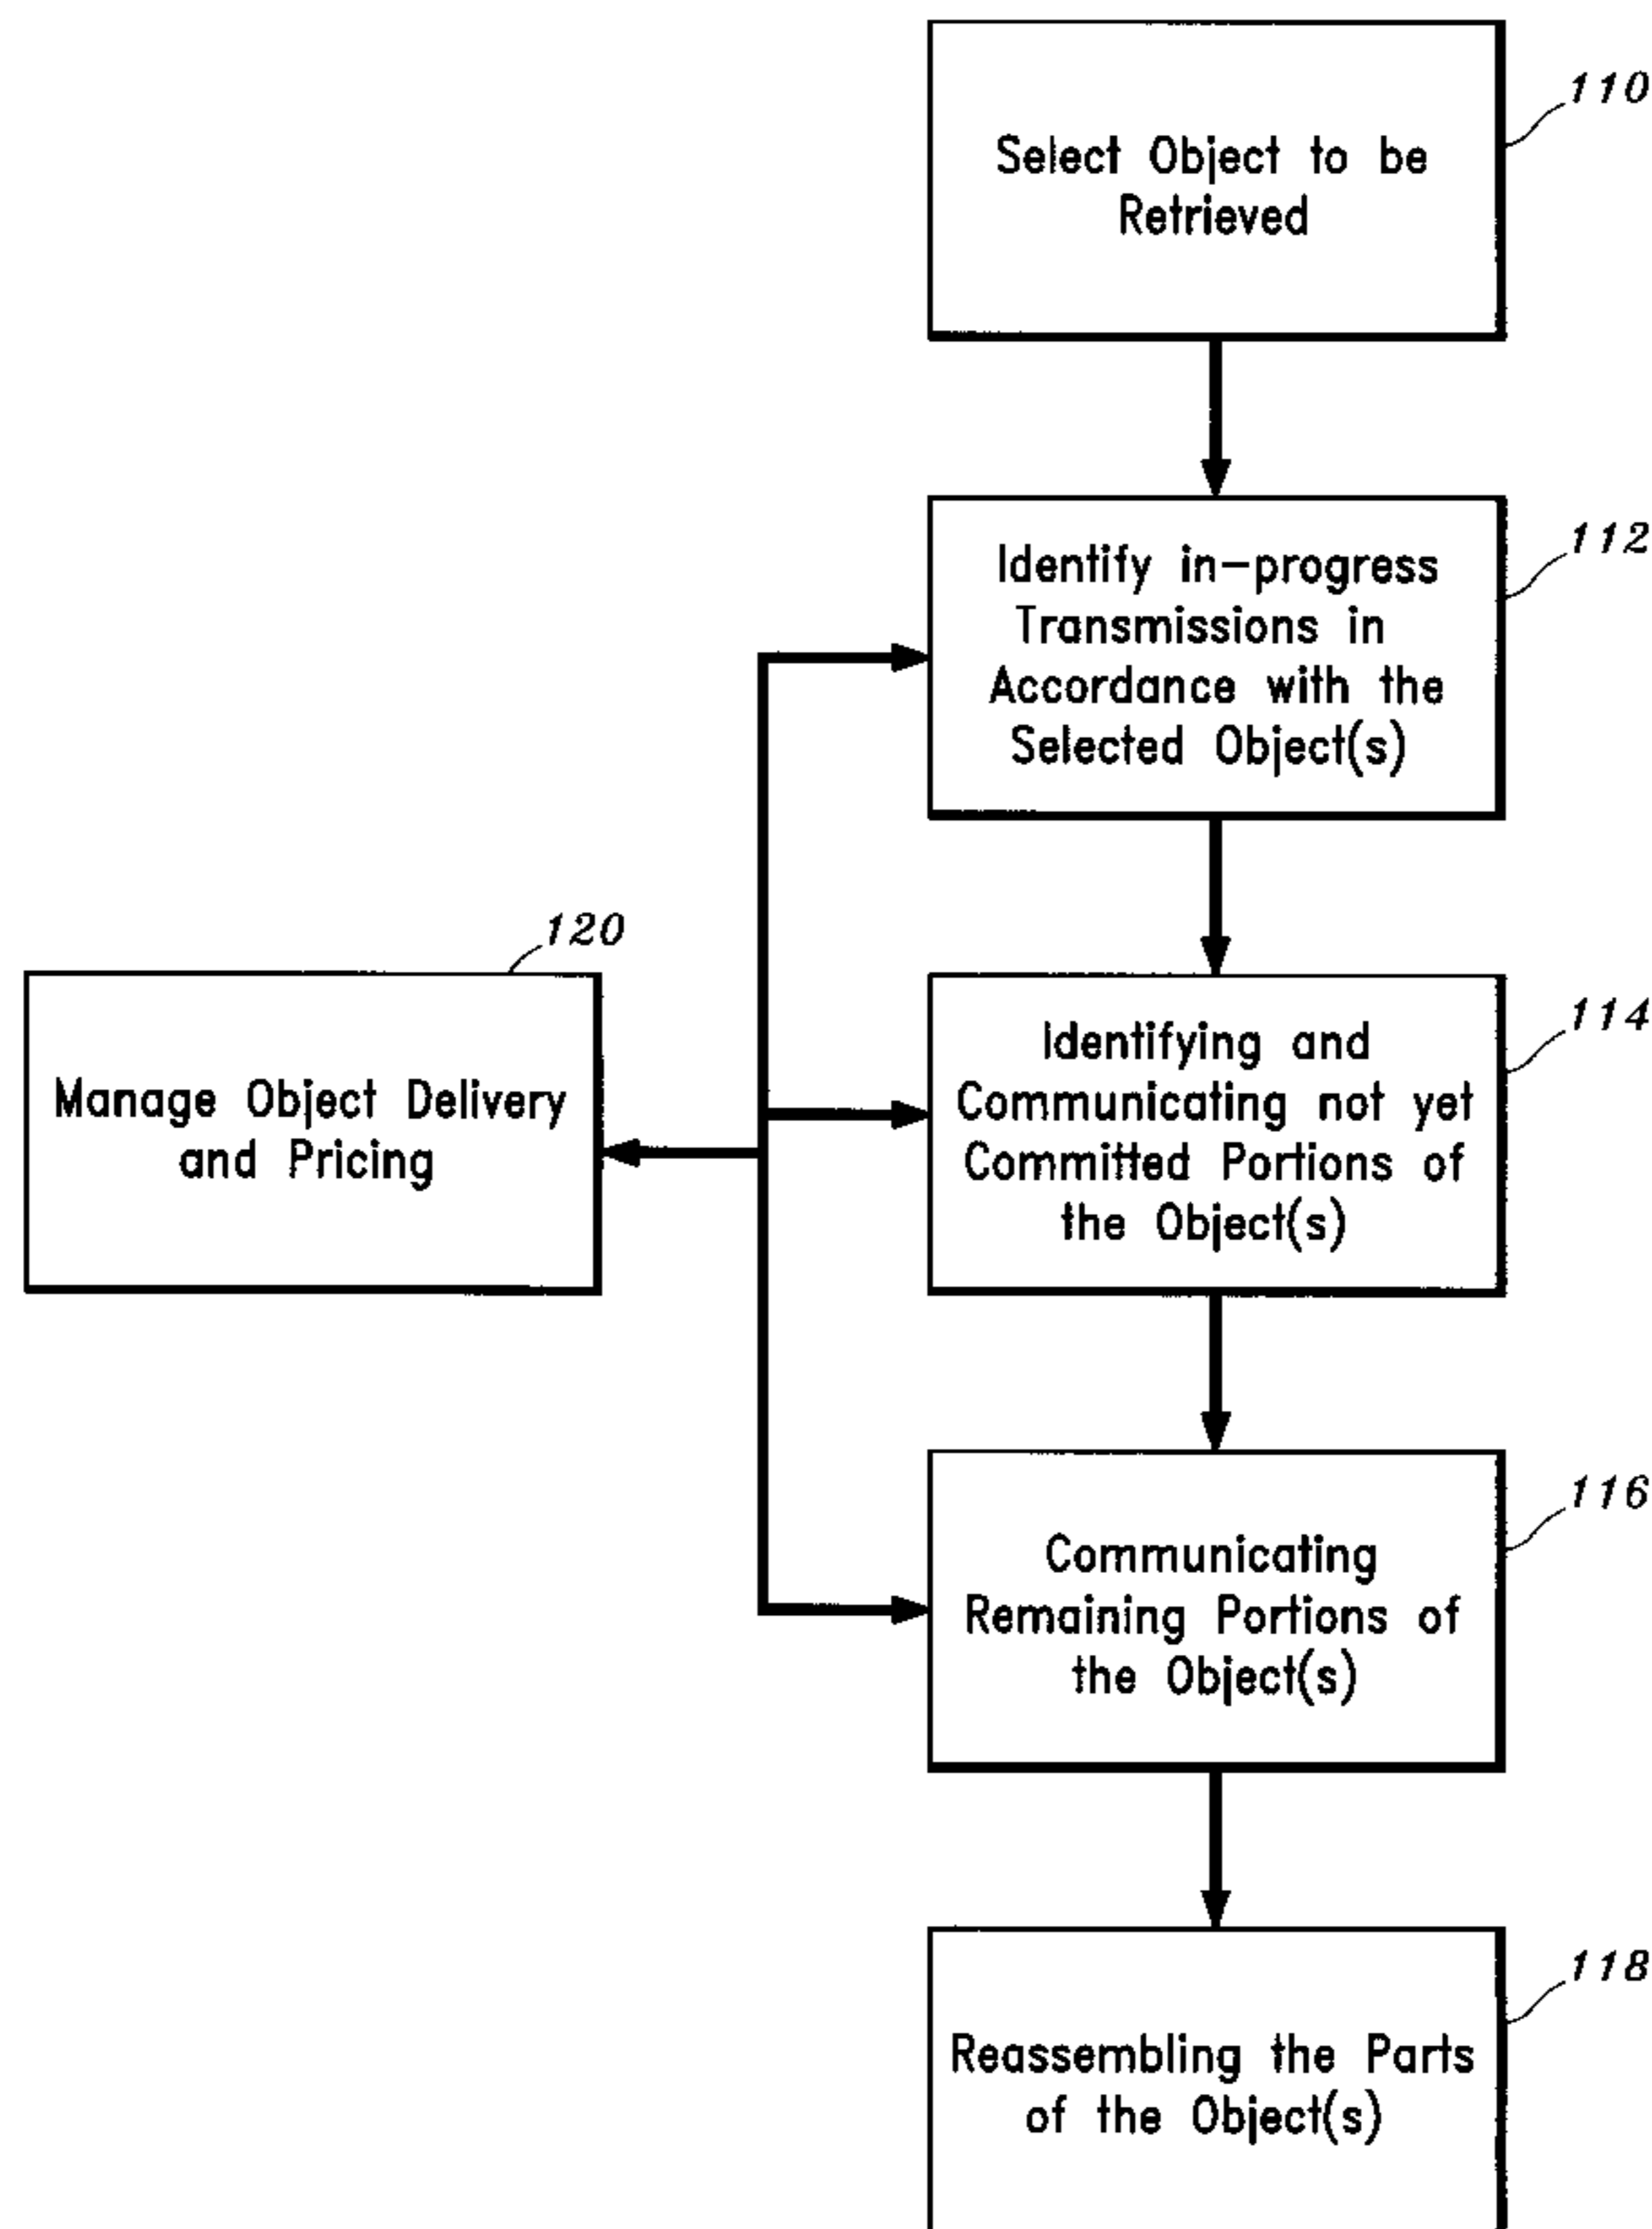 110
Select Object to be
Retrieved
112
Identify in-progress
Transmissions in
Accordance with the
Selected Object(s)
120
Manage Object Delivery
and Pricing
114
Identifying and
Communicating not yet
Committed Portions of
the Object(s)
116
Communicating
Remaining Portions of
the Object(s)
118
Reassembling the Parts
of the Object(s)